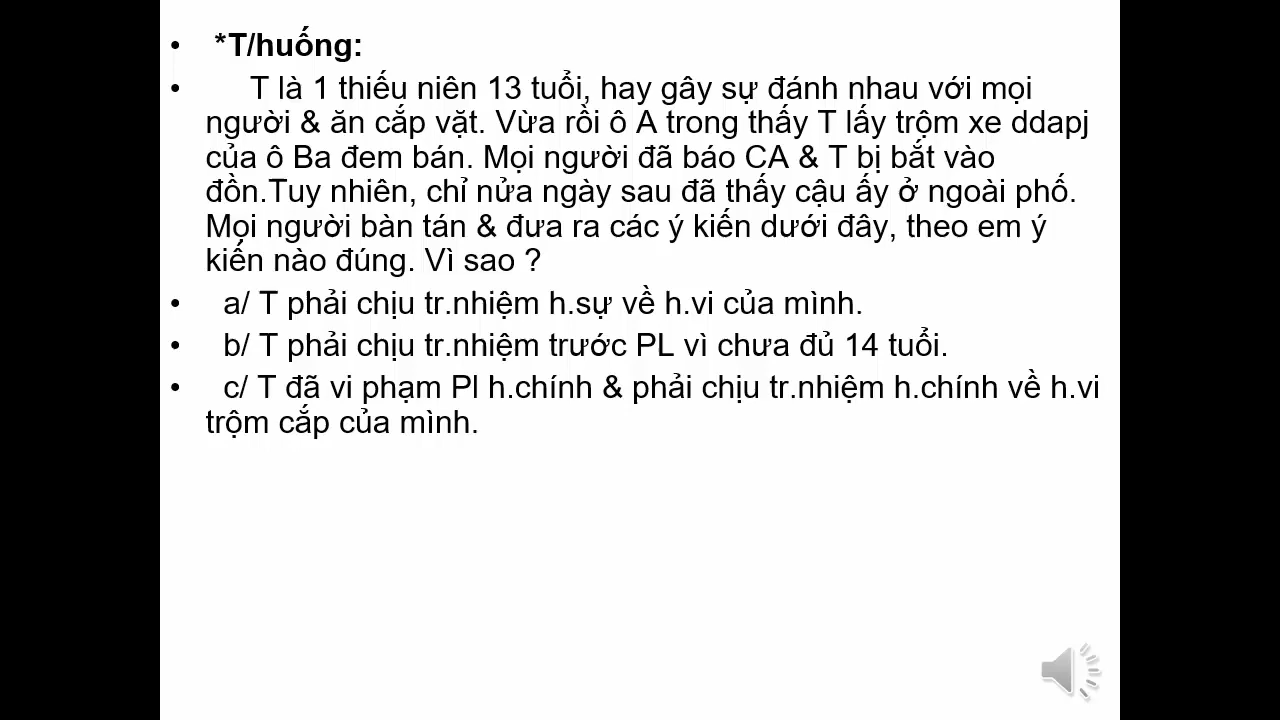 • *T/huống:
• T là 1 thiếu niên 13 tuổi, hay gây sự đánh nhau với mọi
người & ăn cắp vặt. Vừa rồi ô A trong thấy T lấy trộm xe ddapj
của ô Ba đem bán. Mọi người đã báo CA & T bị bắt vào
đồn.Tuy nhiên, chỉ nửa ngày sau đã thấy cậu ấy ở ngoài phố.
Mọi người bàn tán & đưa ra các ý kiến dưới đây, theo em ý
kiến nào đúng. Vì sao ?
• a/ T phải chịu tr.nhiệm h.sự về h.vi của mình.
• b/ T phải chịu tr.nhiệm trước PL vì chưa đủ 14 tuổi.
• c/ T đã vi phạm Pl h.chính & phải chịu tr.nhiệm h.chính về h.vi
trộm cắp của mình.